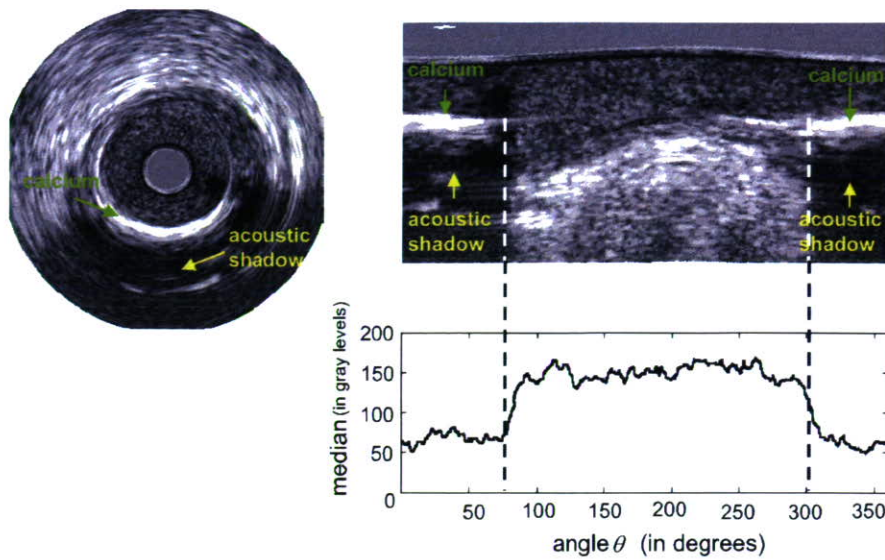 calcium
acoustic
shadow
calcium
calcium
acoustic
shadow
acoustic
shadow
200
150
100
50
0
median (in gray levels)
50 100 150 200 250 300 350
angle θ (in degrees)